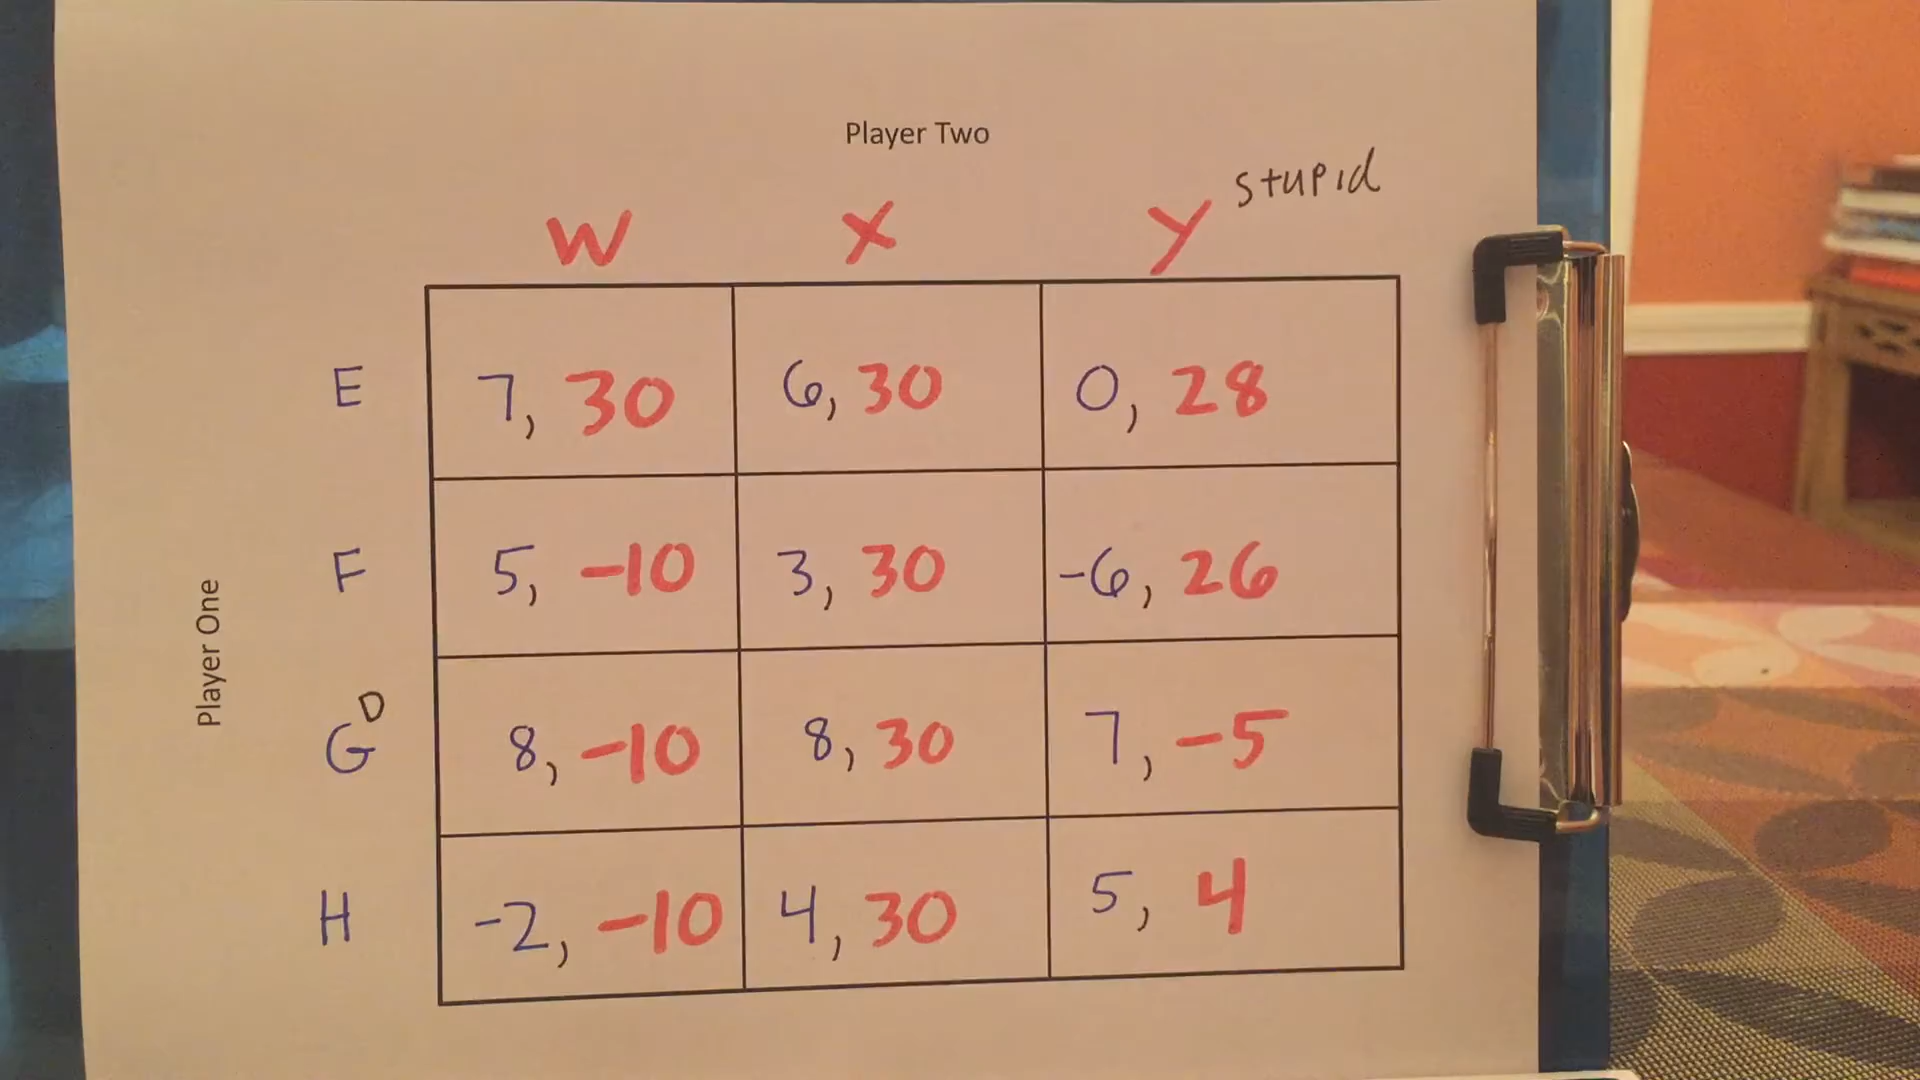 Player Two
stupid
W X Y
E 7, 30 6, 30 0, 28
F 5, -10 3, 30 -6, 26
Player One
G D 8, -10 8, 30 7, -5
H -2, -10 4, 30 5, 4